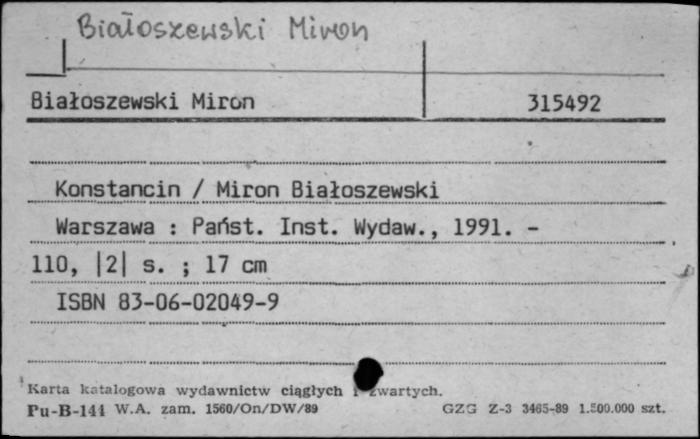 Białoszewski Miron
Białoszewski Miron 315492
Konstancin / Miron Białoszewski
Warszawa : Państ. Inst. Wydaw., 1991. -
110, |2| s. ; 17 cm
ISBN 83-06-02049-9
Karta katalogowa wydawnictw ciągłych i zwartych.
Pu-B-144 W.A. zam. 1560/On/DW/89 GZG Z-3 3465-89 1.500.000 szt.